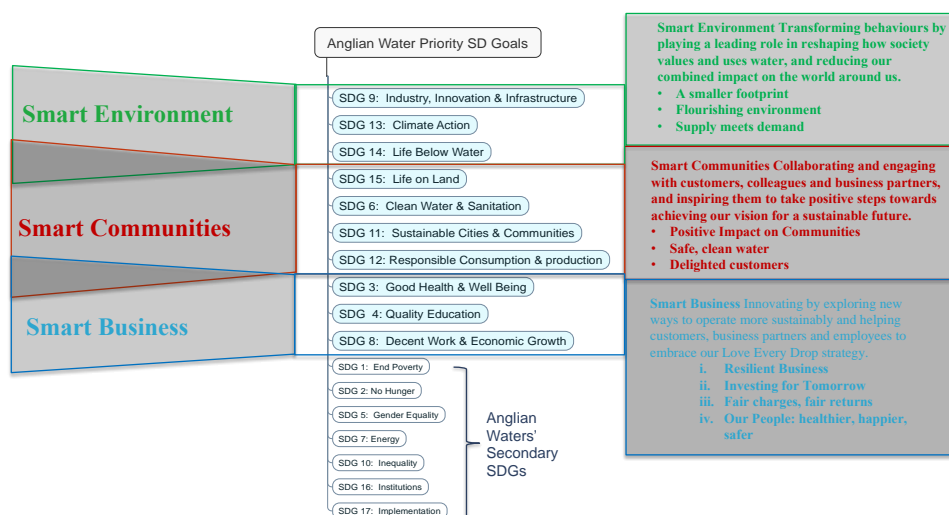 Anglian Water Priority SD Goals
Smart Environment
Smart Communities
Smart Business
SDG 9: Industry, Innovation & Infrastructure
SDG 13: Climate Action
SDG 14: Life Below Water
SDG 15: Life on Land
SDG 6: Clean Water & Sanitation
SDG 11: Sustainable Cities & Communities
SDG 12: Responsible Consumption & production
SDG 3: Good Health & Well Being
SDG 4: Quality Education
SDG 8: Decent Work & Economic Growth
SDG 1: End Poverty
SDG 2: No Hunger
SDG 5: Gender Equality
SDG 7: Energy
SDG 10: Inequality
SDG 16: Institutions
SDG 17: Implementation
Anglian
Waters'
Secondary
SDGs
Smart Environment Transforming behaviours by
playing a leading role in reshaping how society
values and uses water, and reducing our
combined impact on the world around us.
• A smaller footprint
• Flourishing environment
• Supply meets demand
Smart Communities Collaborating and engaging
with customers, colleagues and business partners,
and inspiring them to take positive steps towards
achieving our vision for a sustainable future.
• Positive Impact on Communities
• Safe, clean water
• Delighted customers
Smart Business Innovating by exploring new
ways to operate more sustainably and helping
customers, business partners and employees to
embrace our Love Every Drop strategy.
i. Resilient Business
ii. Investing for Tomorrow
iii. Fair charges, fair returns
iv. Our People: healthier, happier,
safer